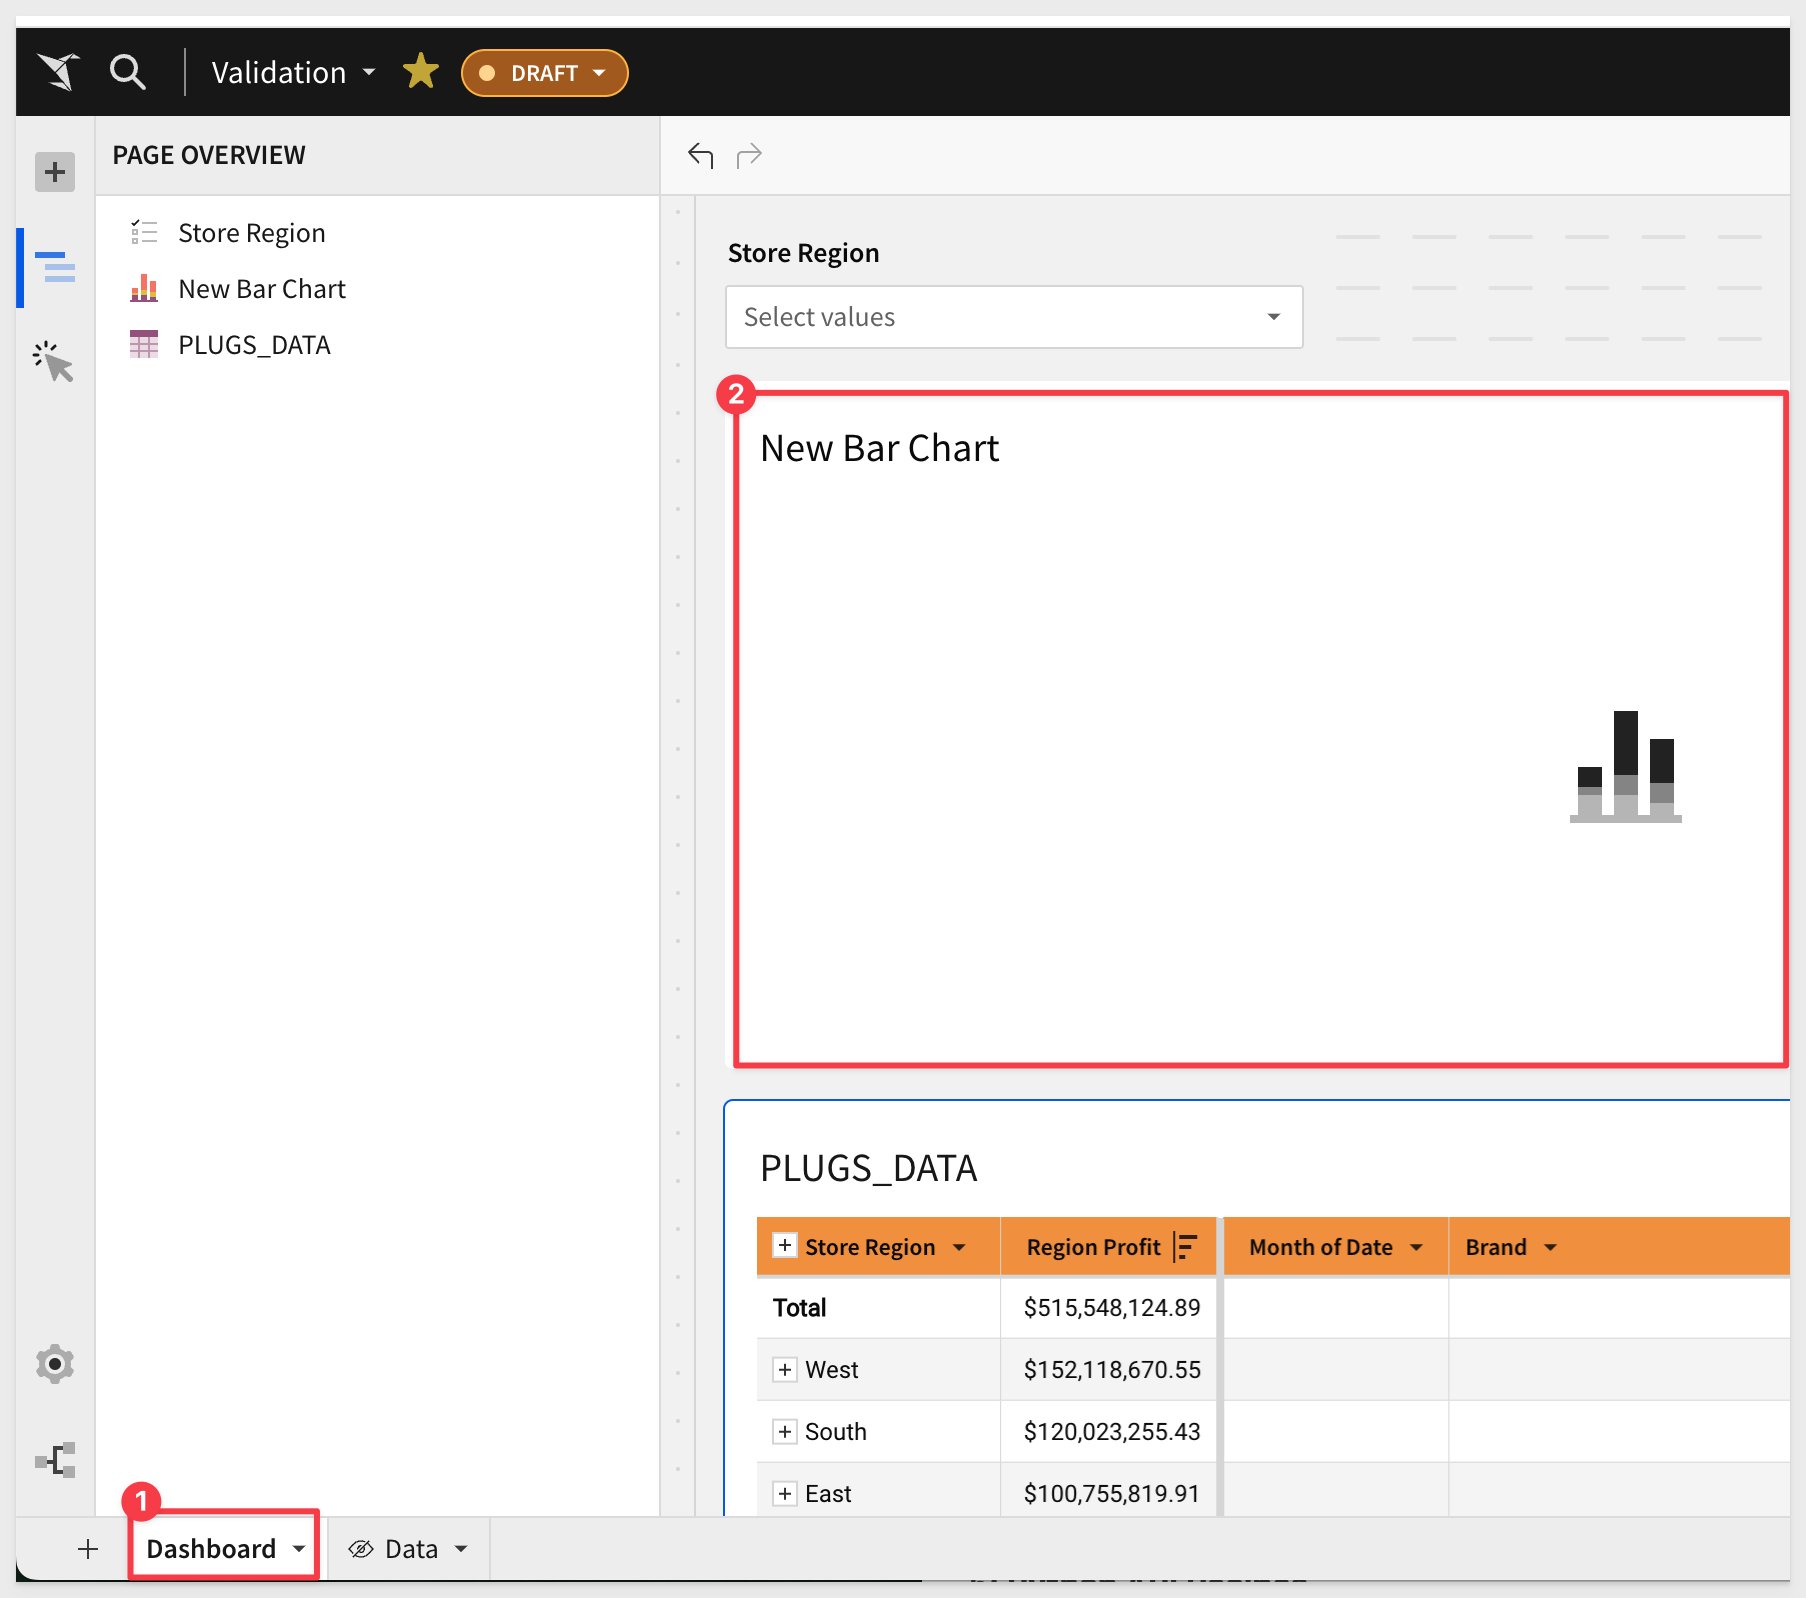 Validation
DRAFT
PAGE OVERVIEW
Store Region
New Bar Chart
PLUGS_DATA
Store Region
Select values
2
New Bar Chart
PLUGS_DATA
Store Region Region Profit Month of Date Brand
Total $515,548,124.89
West $152,118,670.55
South $120,023,255.43
East $100,755,819.91
1
Dashboard Data